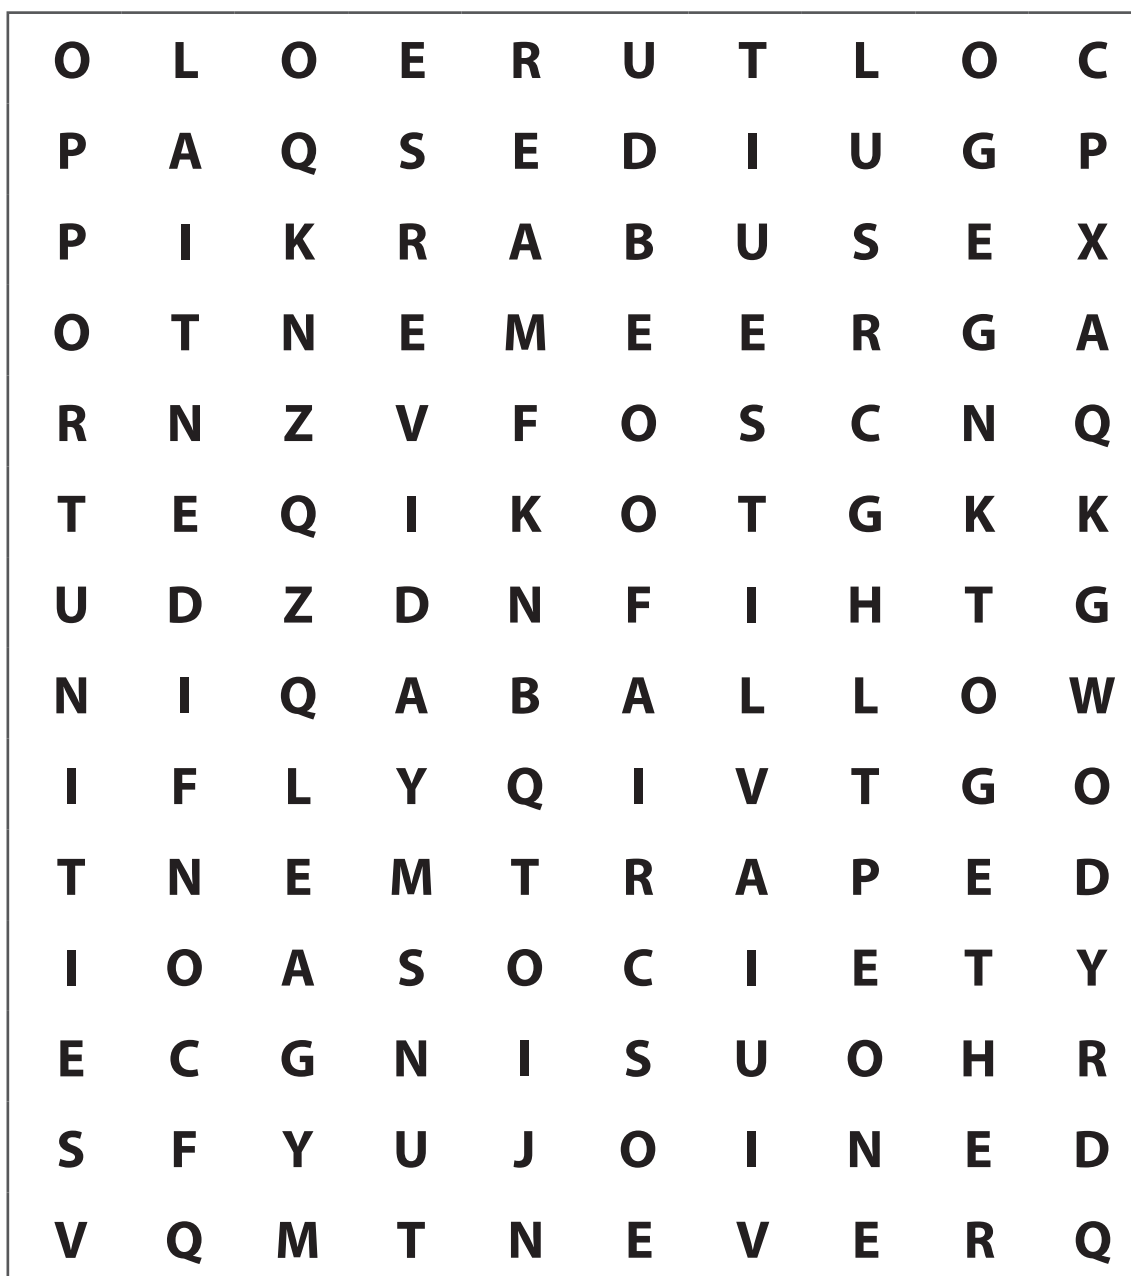 O L O E R U T L O C
P A Q S E D I U G P
P I K R A B U S E X
O T N E M E E R G A
R N Z V F O S C N Q
T E Q I K O T G K K
U D Z D N F I H T G
N I Q A B A L L O W
I F L Y Q I V T G O
T N E M T R A P E D
I O A S O C I E T Y
E C G N I S U O H R
S F Y U J O I N E D
V Q M T N E V E R Q